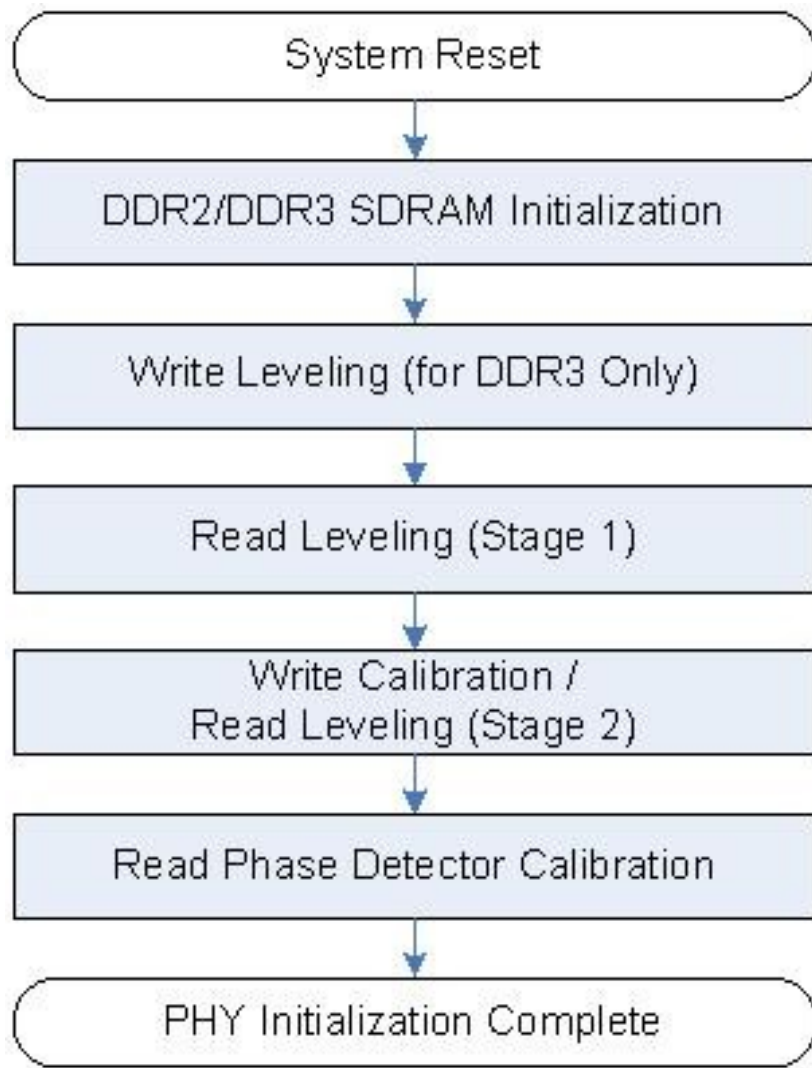 System Reset
DDR2/DDR3 SDRAM Initialization
Write Leveling (for DDR3 Only)
Read Leveling (Stage 1)
Write Calibration /
Read Leveling (Stage 2)
Read Phase Detector Calibration
PHY Initialization Complete